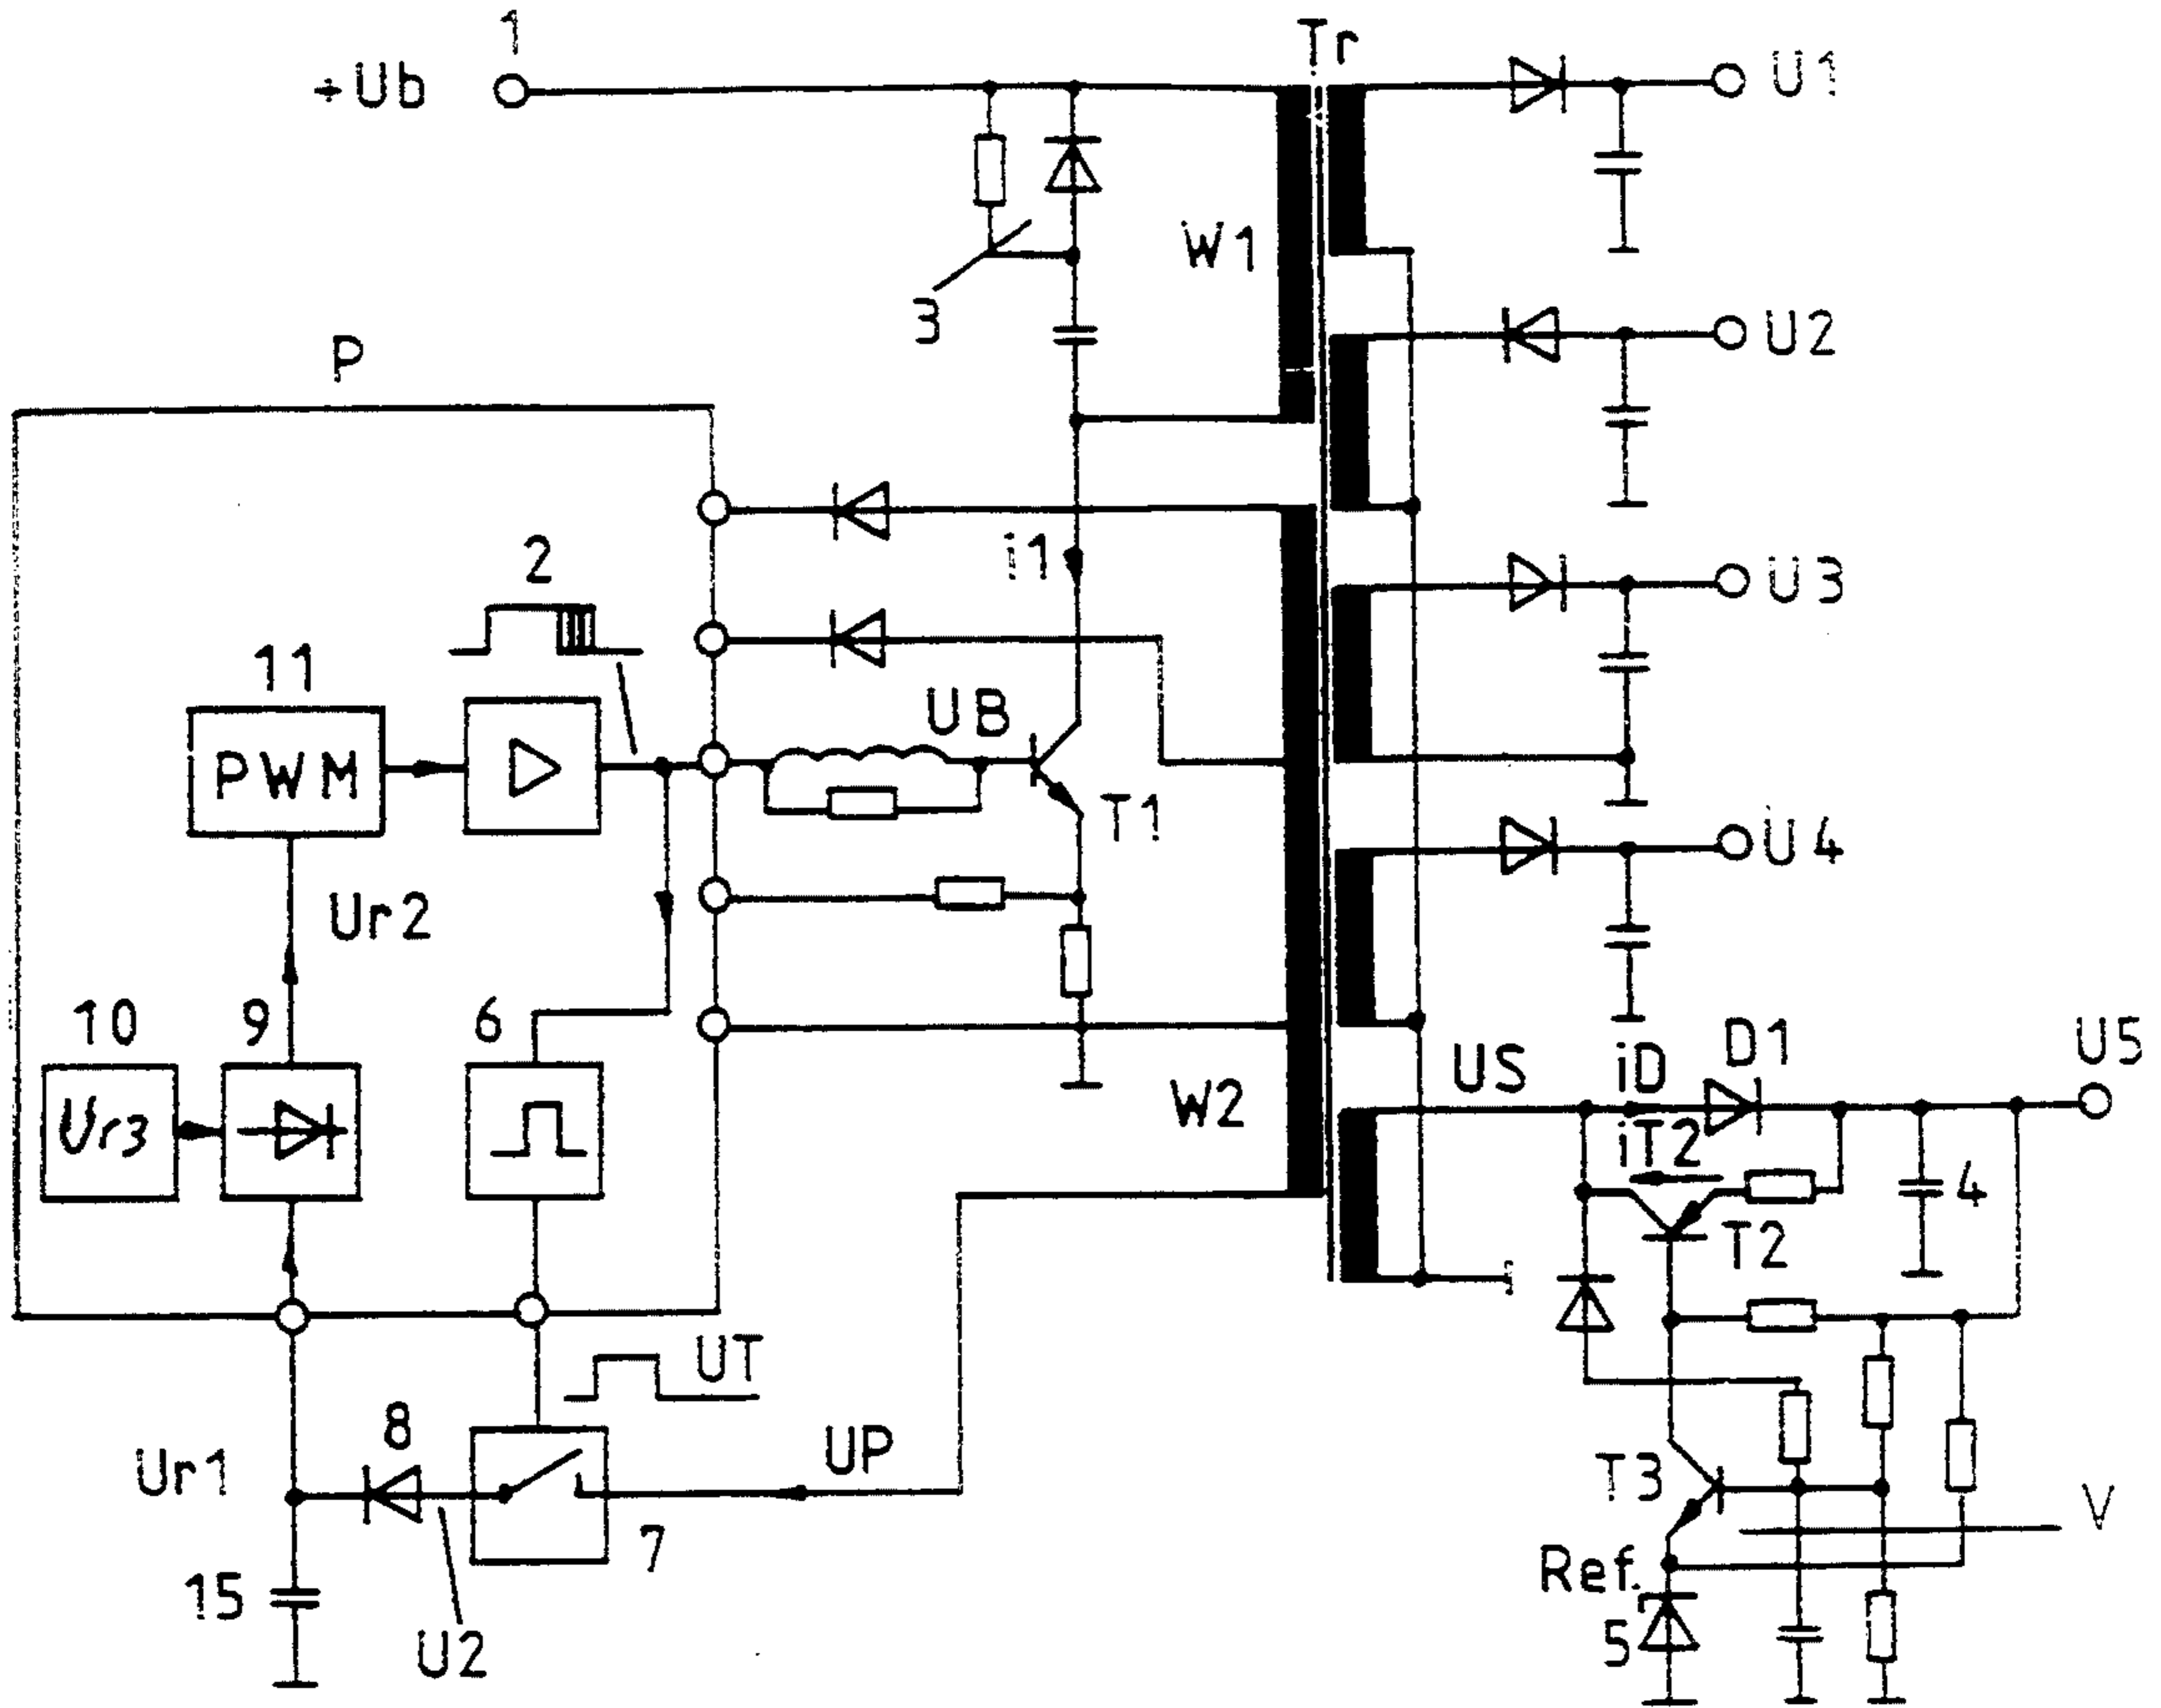 1
Tr
+Ub
U1
W1
3
U2
P
i1
U3
2
11
UB
PWM
T1
U4
Ur2
10
9
6
U5
US
iD
D1
Ur3
W2
iT2
4
T2
UT
8
UP
Ur1
T3
V
7
Ref.
15
5
U2